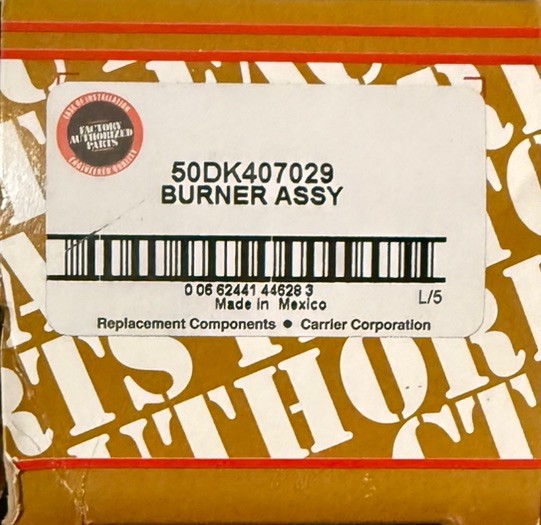 EASE OF INSTALLATION
FACTORY
AUTHORIZED
PARTS
ENGINEERED QUALITY
50DK407029
BURNER ASSY
0 06 62441 44628 3
Made in Mexico
L/5
Replacement Components ● Carrier Corporation